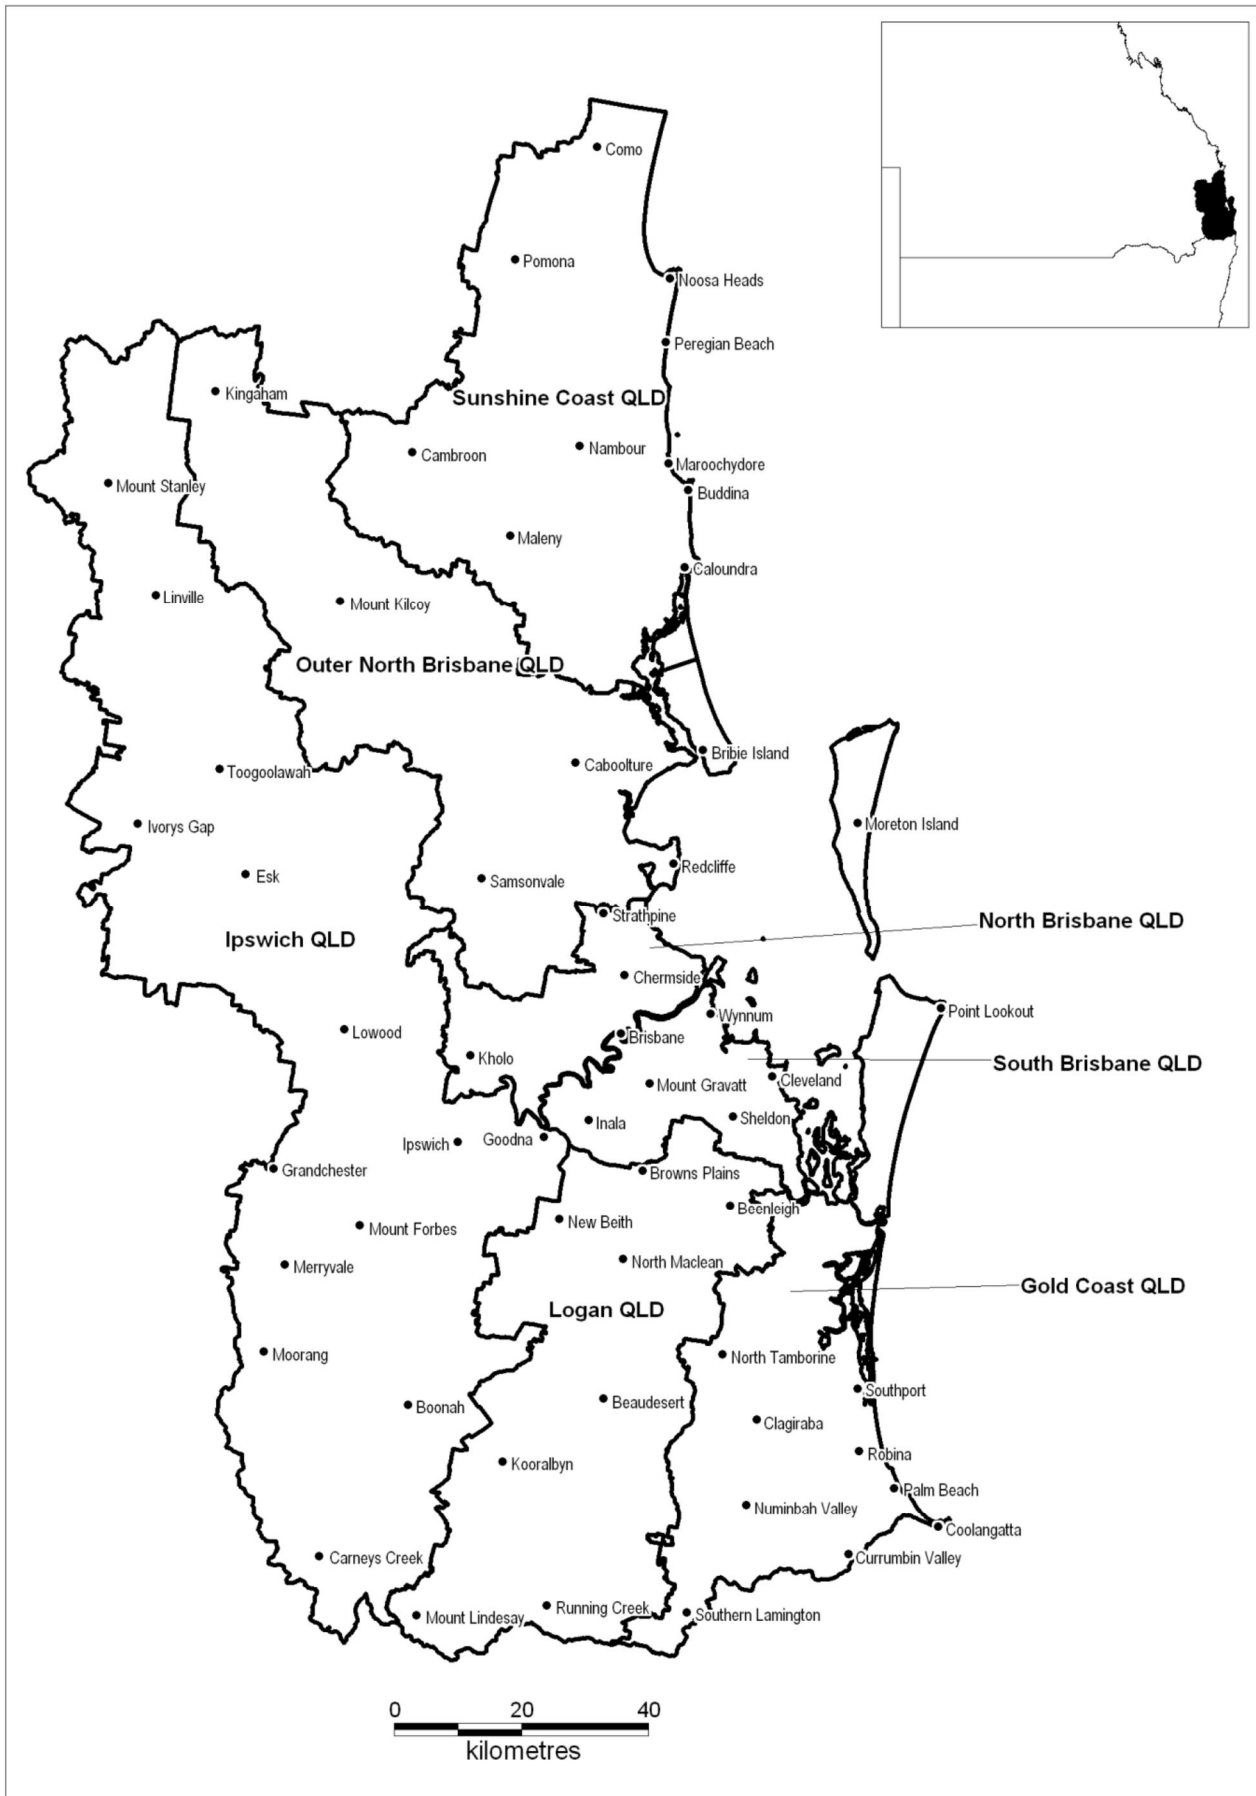 Como
Pomona
Noosa Heads
Peregian Beach
Kingaham
Sunshine Coast QLD
Cambroon
Nambour
Maroochydore
Mount Stanley
Buddina
Maleny
Caloundra
Linville
Mount Kilcoy
Outer North Brisbane QLD
Bribie Island
Caboolture
Toogoolawah
Moreton Island
Ivorys Gap
Redcliffe
Esk
Samsonvale
Strathpine
North Brisbane QLD
Ipswich QLD
Chermside
Point Lookout
Wynnum
Lowood
Brisbane
Kholo
South Brisbane QLD
Cleveland
Mount Gravatt
Sheldon
Inala
Goodna
Ipswich
Grandchester
Browns Plains
Beenleigh
New Beith
Mount Forbes
North Maclean
Merryvale
Gold Coast QLD
Logan QLD
Moorang
North Tamborine
Southport
Beaudesert
Boonah
Clagiraba
Robina
Kooralbyn
Palm Beach
Numinbah Valley
Coolangatta
Carneys Creek
Currumbin Valley
Running Creek
Mount Lindesay
Southern Lamington
0 20 40
kilometres